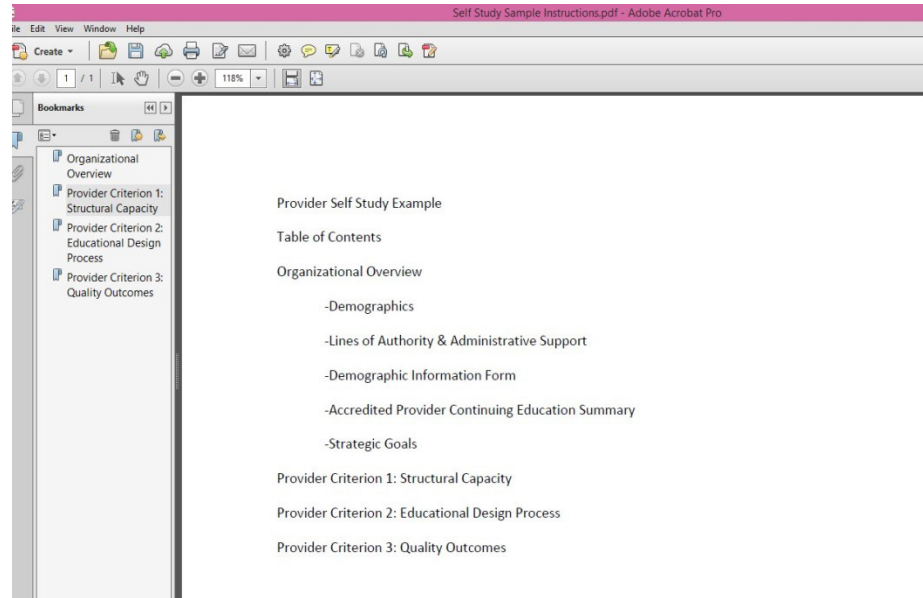 Self Study Sample Instructions.pdf - Adobe Acrobat Pro
Edit View Window Help
Create
1 / 1
118%
Bookmarks
Organizational
Overview
Provider Criterion 1:
Structural Capacity
Provider Criterion 2:
Educational Design
Process
Provider Criterion 3:
Quality Outcomes
Provider Self Study Example
Table of Contents
Organizational Overview
-Demographics
-Lines of Authority & Administrative Support
-Demographic Information Form
-Accredited Provider Continuing Education Summary
-Strategic Goals
Provider Criterion 1: Structural Capacity
Provider Criterion 2: Educational Design Process
Provider Criterion 3: Quality Outcomes